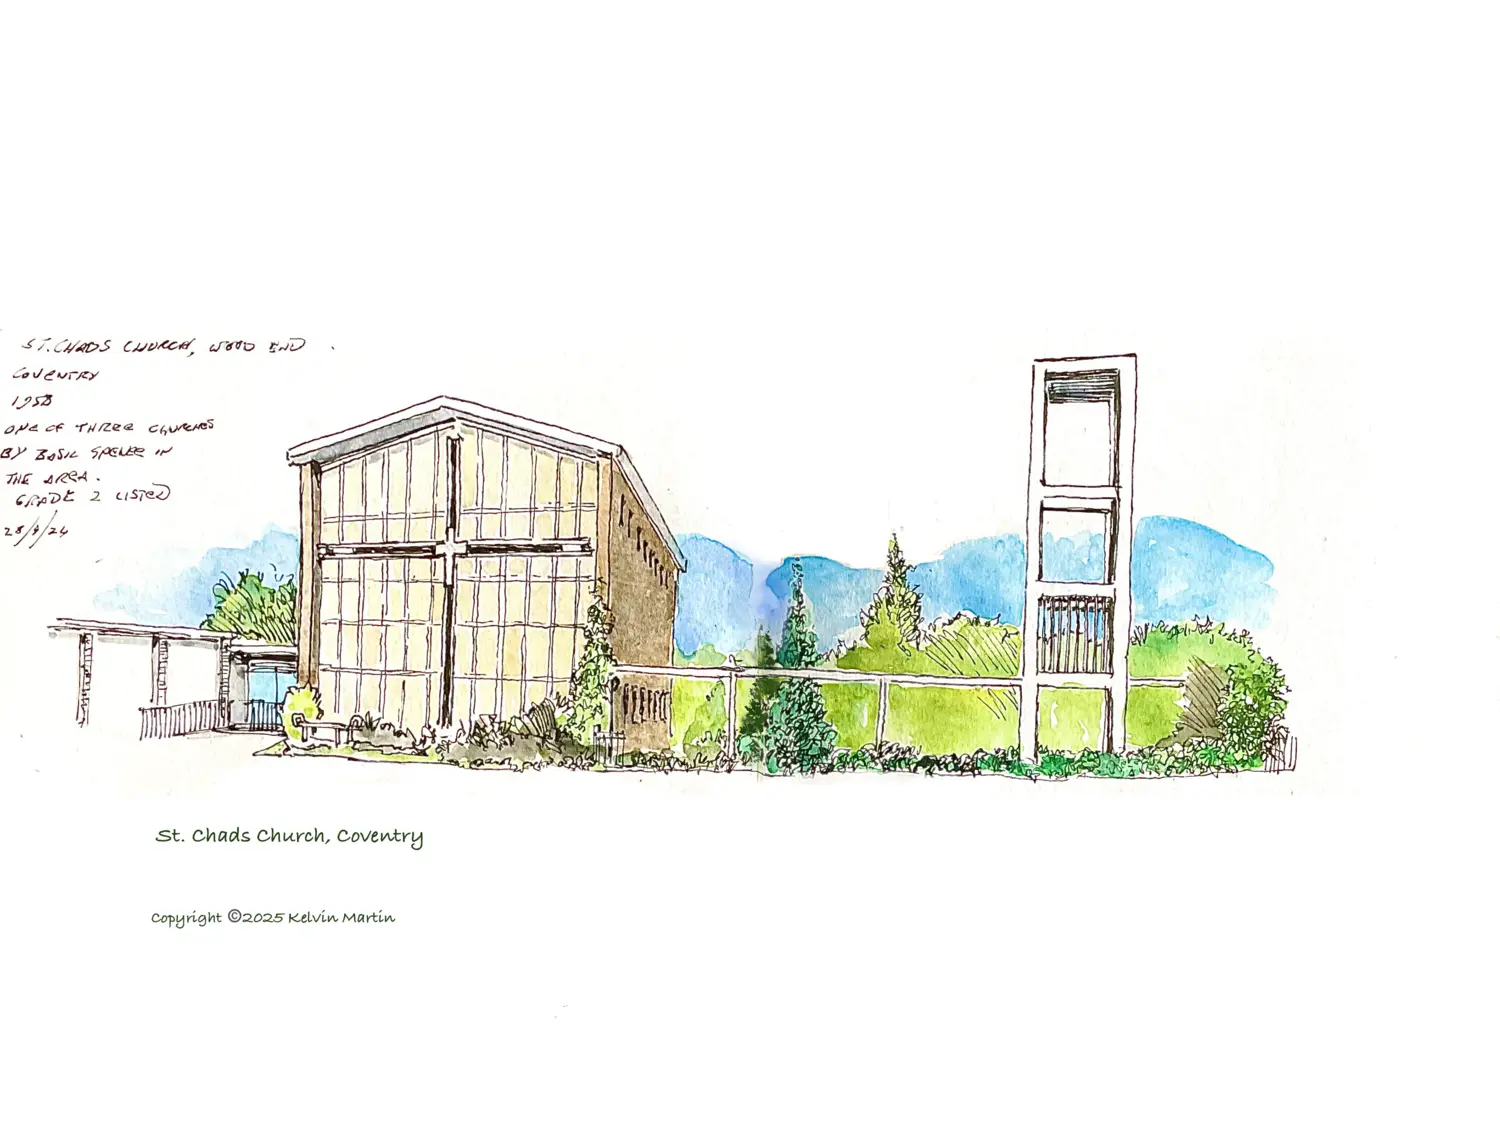 ST. CHADS CHURCH, WOOD END.
COVENTRY
1958
ONE OF THREE CHURCHES
BY BASIL SPENCE IN
THE AREA.
GRADE 2 LISTED
28/9/24
St. Chads Church, Coventry
Copyright ©2025 Kelvin Martin